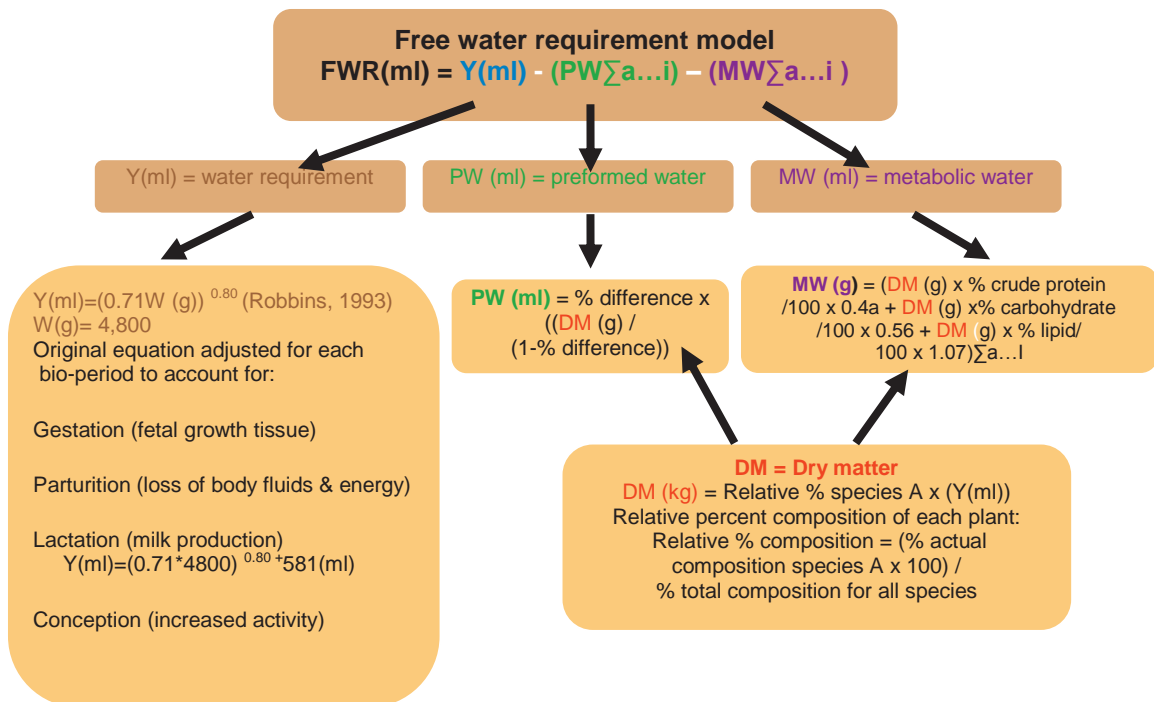 Free water requirement model
FWR(ml) = Y(ml) - (PW∑a…i) – (MW∑a…i )
Y(ml) = water requirement
PW (ml) = preformed water
MW (ml) = metabolic water
Y(ml)=(0.71W (g)) 0.80 (Robbins, 1993)
W(g)= 4,800
Original equation adjusted for each
bio-period to account for:
Gestation (fetal growth tissue)
Parturition (loss of body fluids & energy)
Lactation (milk production)
Y(ml)=(0.71*4800) 0.80 +581(ml)
Conception (increased activity)
PW (ml) = % difference x
((DM (g) /
(1-% difference))
MW (g) = (DM (g) x % crude protein
/100 x 0.4a + DM (g) x% carbohydrate
/100 x 0.56 + DM (g) x % lipid/
100 x 1.07)∑a…I
DM = Dry matter
DM (kg) = Relative % species A x (Y(ml))
Relative percent composition of each plant:
Relative % composition = (% actual
composition species A x 100) /
% total composition for all species